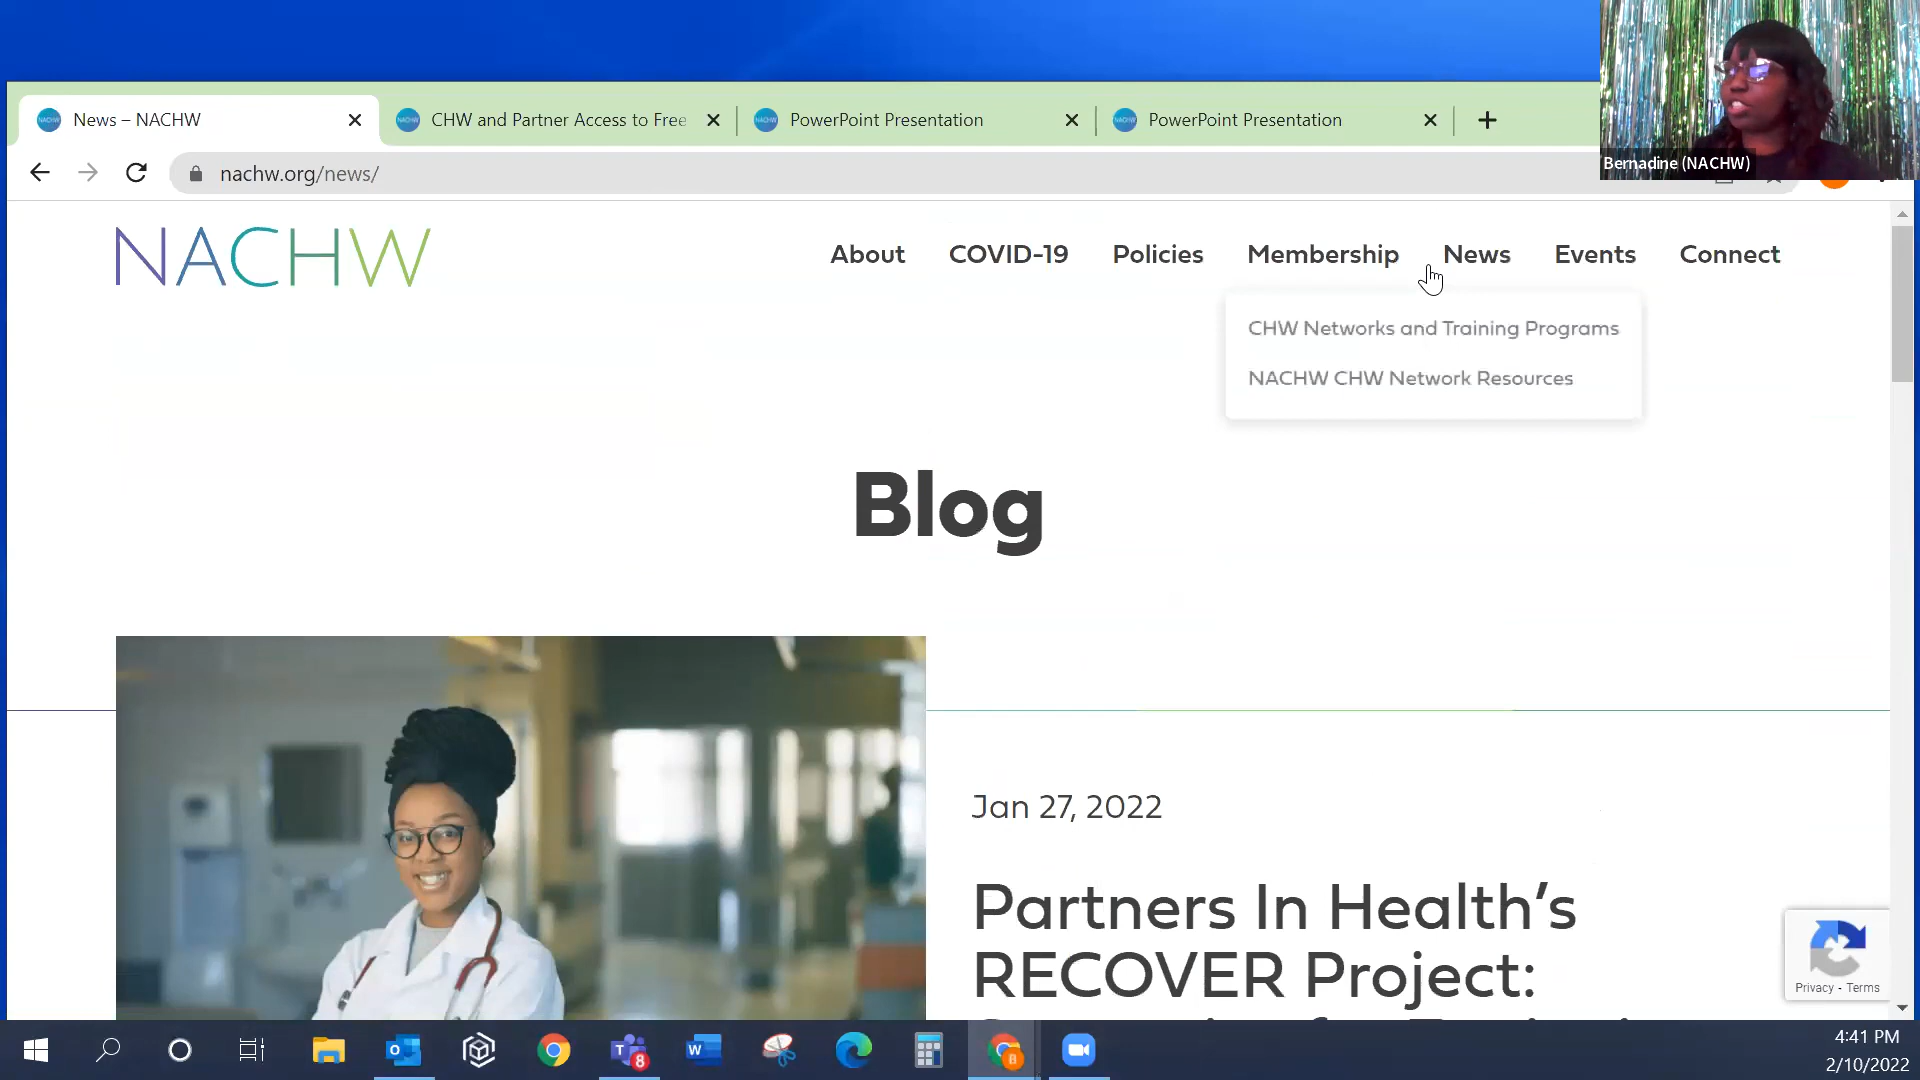 News – NACHW
CHW and Partner Access to Free
PowerPoint Presentation
PowerPoint Presentation
Bernadine (NACHW)
nachw.org/news/
NACHW
About
COVID-19
Policies
Membership
News
Events
Connect
CHW Networks and Training Programs
NACHW CHW Network Resources
Blog
Jan 27, 2022
Partners In Health’s
RECOVER Project:
Privacy - Terms
8
B
4:41 PM
2/10/2022